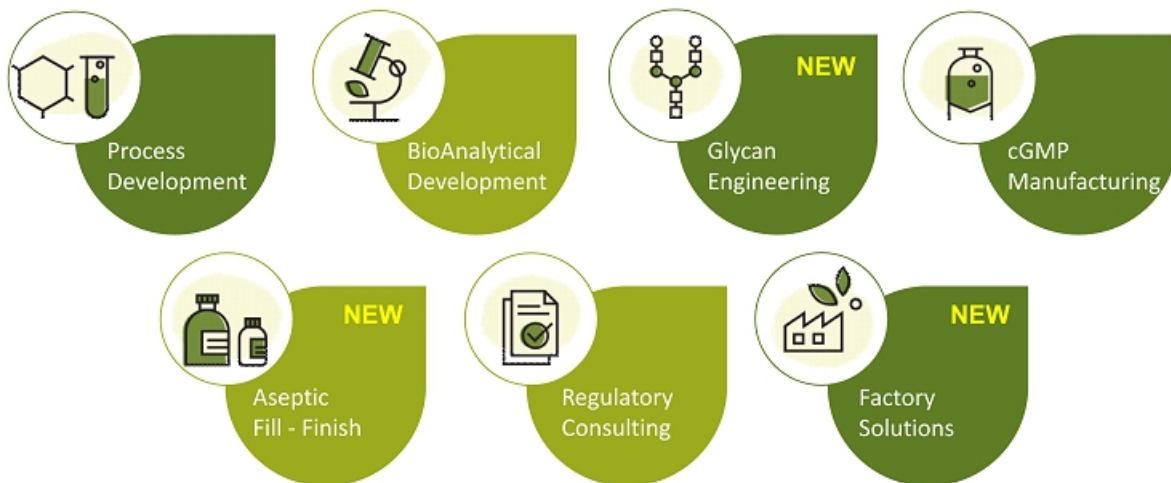 Process
Development
BioAnalytical
Development
NEW
Glycan
Engineering
cGMP
Manufacturing
NEW
Aseptic
Fill - Finish
Regulatory
Consulting
NEW
Factory
Solutions